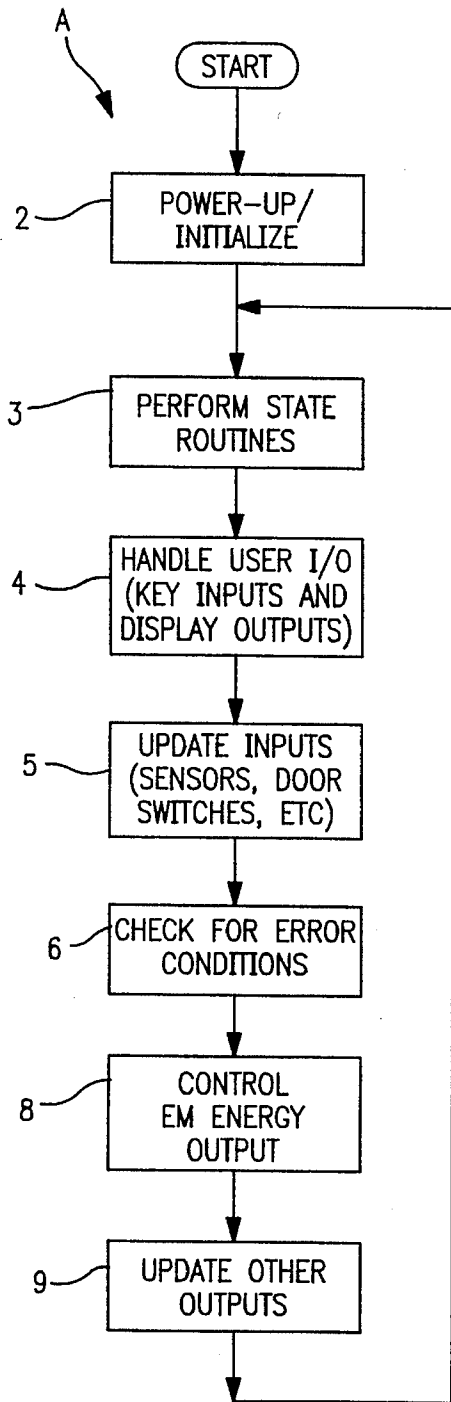 A
START
2
POWER-UP/
INITIALIZE
3
PERFORM STATE
ROUTINES
4
HANDLE USER I/O
(KEY INPUTS AND
DISPLAY OUTPUTS)
5
UPDATE INPUTS
(SENSORS, DOOR
SWITCHES, ETC)
6
CHECK FOR ERROR
CONDITIONS
8
CONTROL
EM ENERGY
OUTPUT
9
UPDATE OTHER
OUTPUTS